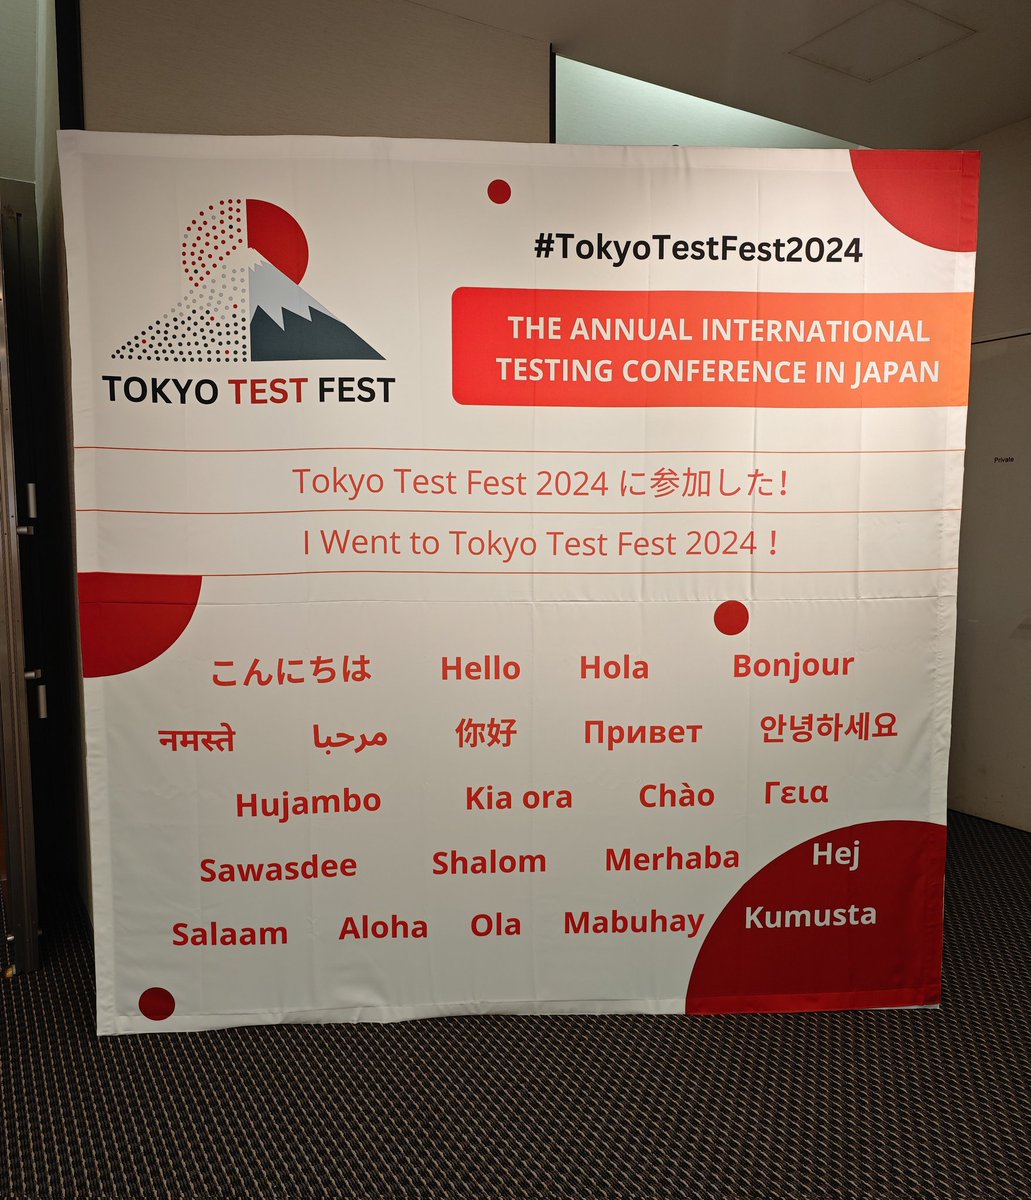 #TokyoTestFest2024
THE ANNUAL INTERNATIONAL
TESTING CONFERENCE IN JAPAN
TOKYO TEST FEST
Tokyo Test Fest 2024 に参加した!
I Went to Tokyo Test Fest 2024 !
こんにちは Hello Hola Bonjour
नमस्ते مرحبا 你好 Привет 안녕하세요
Hujambo Kia ora Chào Γεια
Sawasdee Shalom Merhaba Hej
Salaam Aloha Ola Mabuhay Kumusta
Private